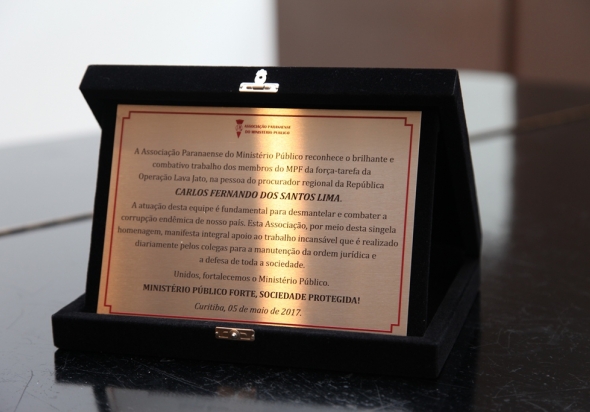 ASSOCIAÇÃO PARANAENSE
DO MINISTÉRIO PÚBLICO
A Associação Paranaense do Ministério Público reconhece o brilhante e
combativo trabalho dos membros do MPF da força-tarefa da
Operação Lava Jato, na pessoa do procurador regional da República
CARLOS FERNANDO DOS SANTOS LIMA.
A atuação desta equipe é fundamental para desmantelar e combater a
corrupção endêmica de nosso país. Esta Associação, por meio desta singela
homenagem, manifesta integral apoio ao trabalho incansável que é realizado
diariamente pelos colegas para a manutenção da ordem jurídica e
a defesa de toda a sociedade.
Unidos, fortalecemos o Ministério Público.
MINISTÉRIO PÚBLICO FORTE, SOCIEDADE PROTEGIDA!
Curitiba, 05 de maio de 2017.